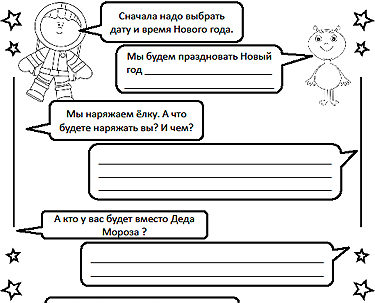 Сначала надо выбрать
дату и время Нового года.
Мы будем праздновать Новый
год
Мы наряжаем ёлку. А что
будете наряжать вы? И чем?
А кто у вас будет вместо Деда
Мороза ?